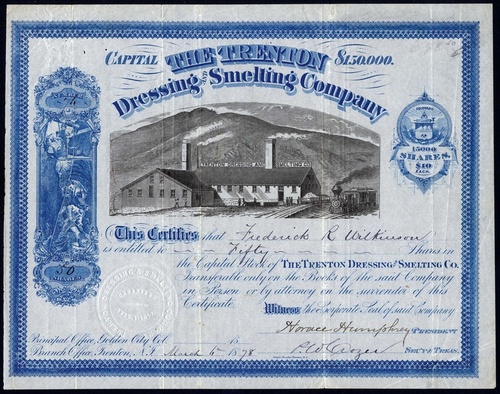 CAPITAL THE TRENTON $150,000.
Dressing AND Smelting Company
15000
SHARES.
$10
EACH.
TRENTON DRESSING AND SMELTING CO.
This Certifies that Frederick R Wilkinson
is entitled to Fifty Shares in
the Capital Stock of THE TRENTON DRESSING and SMELTING CO.
Transferable only on the Books of the said Company
in Person or by attorney on the surrender of this
Certificate.
50
Witness the Corporate Seal of said Company
Horace Humphrey PRESIDENT
Principal Office, Golden City Col.
Branch Office, Trenton, N.J. March 5 1878
SEC'Y & TREAS.